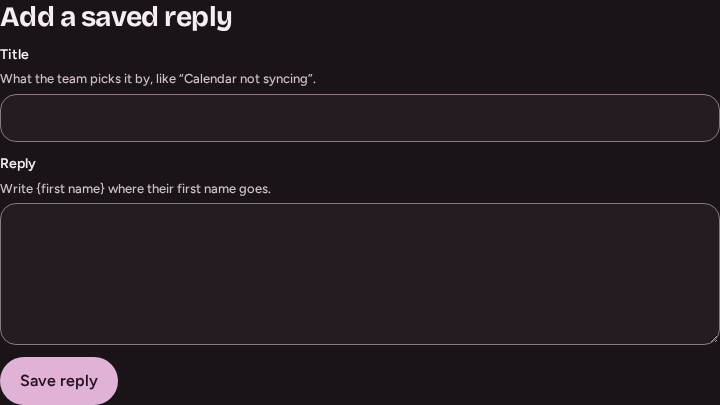 Add a saved reply
Title
What the team picks it by, like “Calendar not syncing”.
Reply
Write {first name} where their first name goes.
Save reply